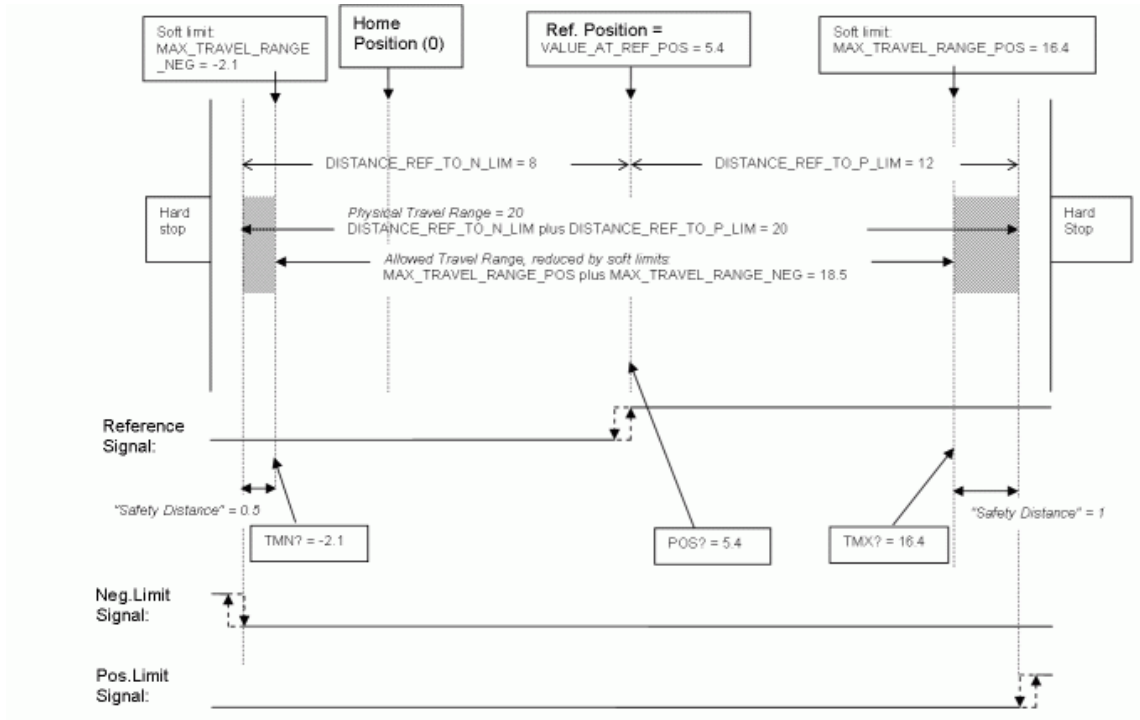 Soft limit:
MAX_TRAVEL_RANGE
_NEG = -2.1
Home
Position (0)
Ref. Position =
VALUE_AT_REF_POS = 5.4
Soft limit:
MAX_TRAVEL_RANGE_POS = 16.4
DISTANCE_REF_TO_N_LIM = 8
DISTANCE_REF_TO_P_LIM = 12
Hard
stop
Physical Travel Range = 20
DISTANCE_REF_TO_N_LIM plus DISTANCE_REF_TO_P_LIM = 20
Hard
Stop
Allowed Travel Range, reduced by soft limits:
MAX_TRAVEL_RANGE_POS plus MAX_TRAVEL_RANGE_NEG = 18.5
Reference
Signal:
"Safety Distance" = 0.5
"Safety Distance" = 1
TMN? = -2.1
POS? = 5.4
TMX? = 16.4
Neg.Limit
Signal:
Pos.Limit
Signal: